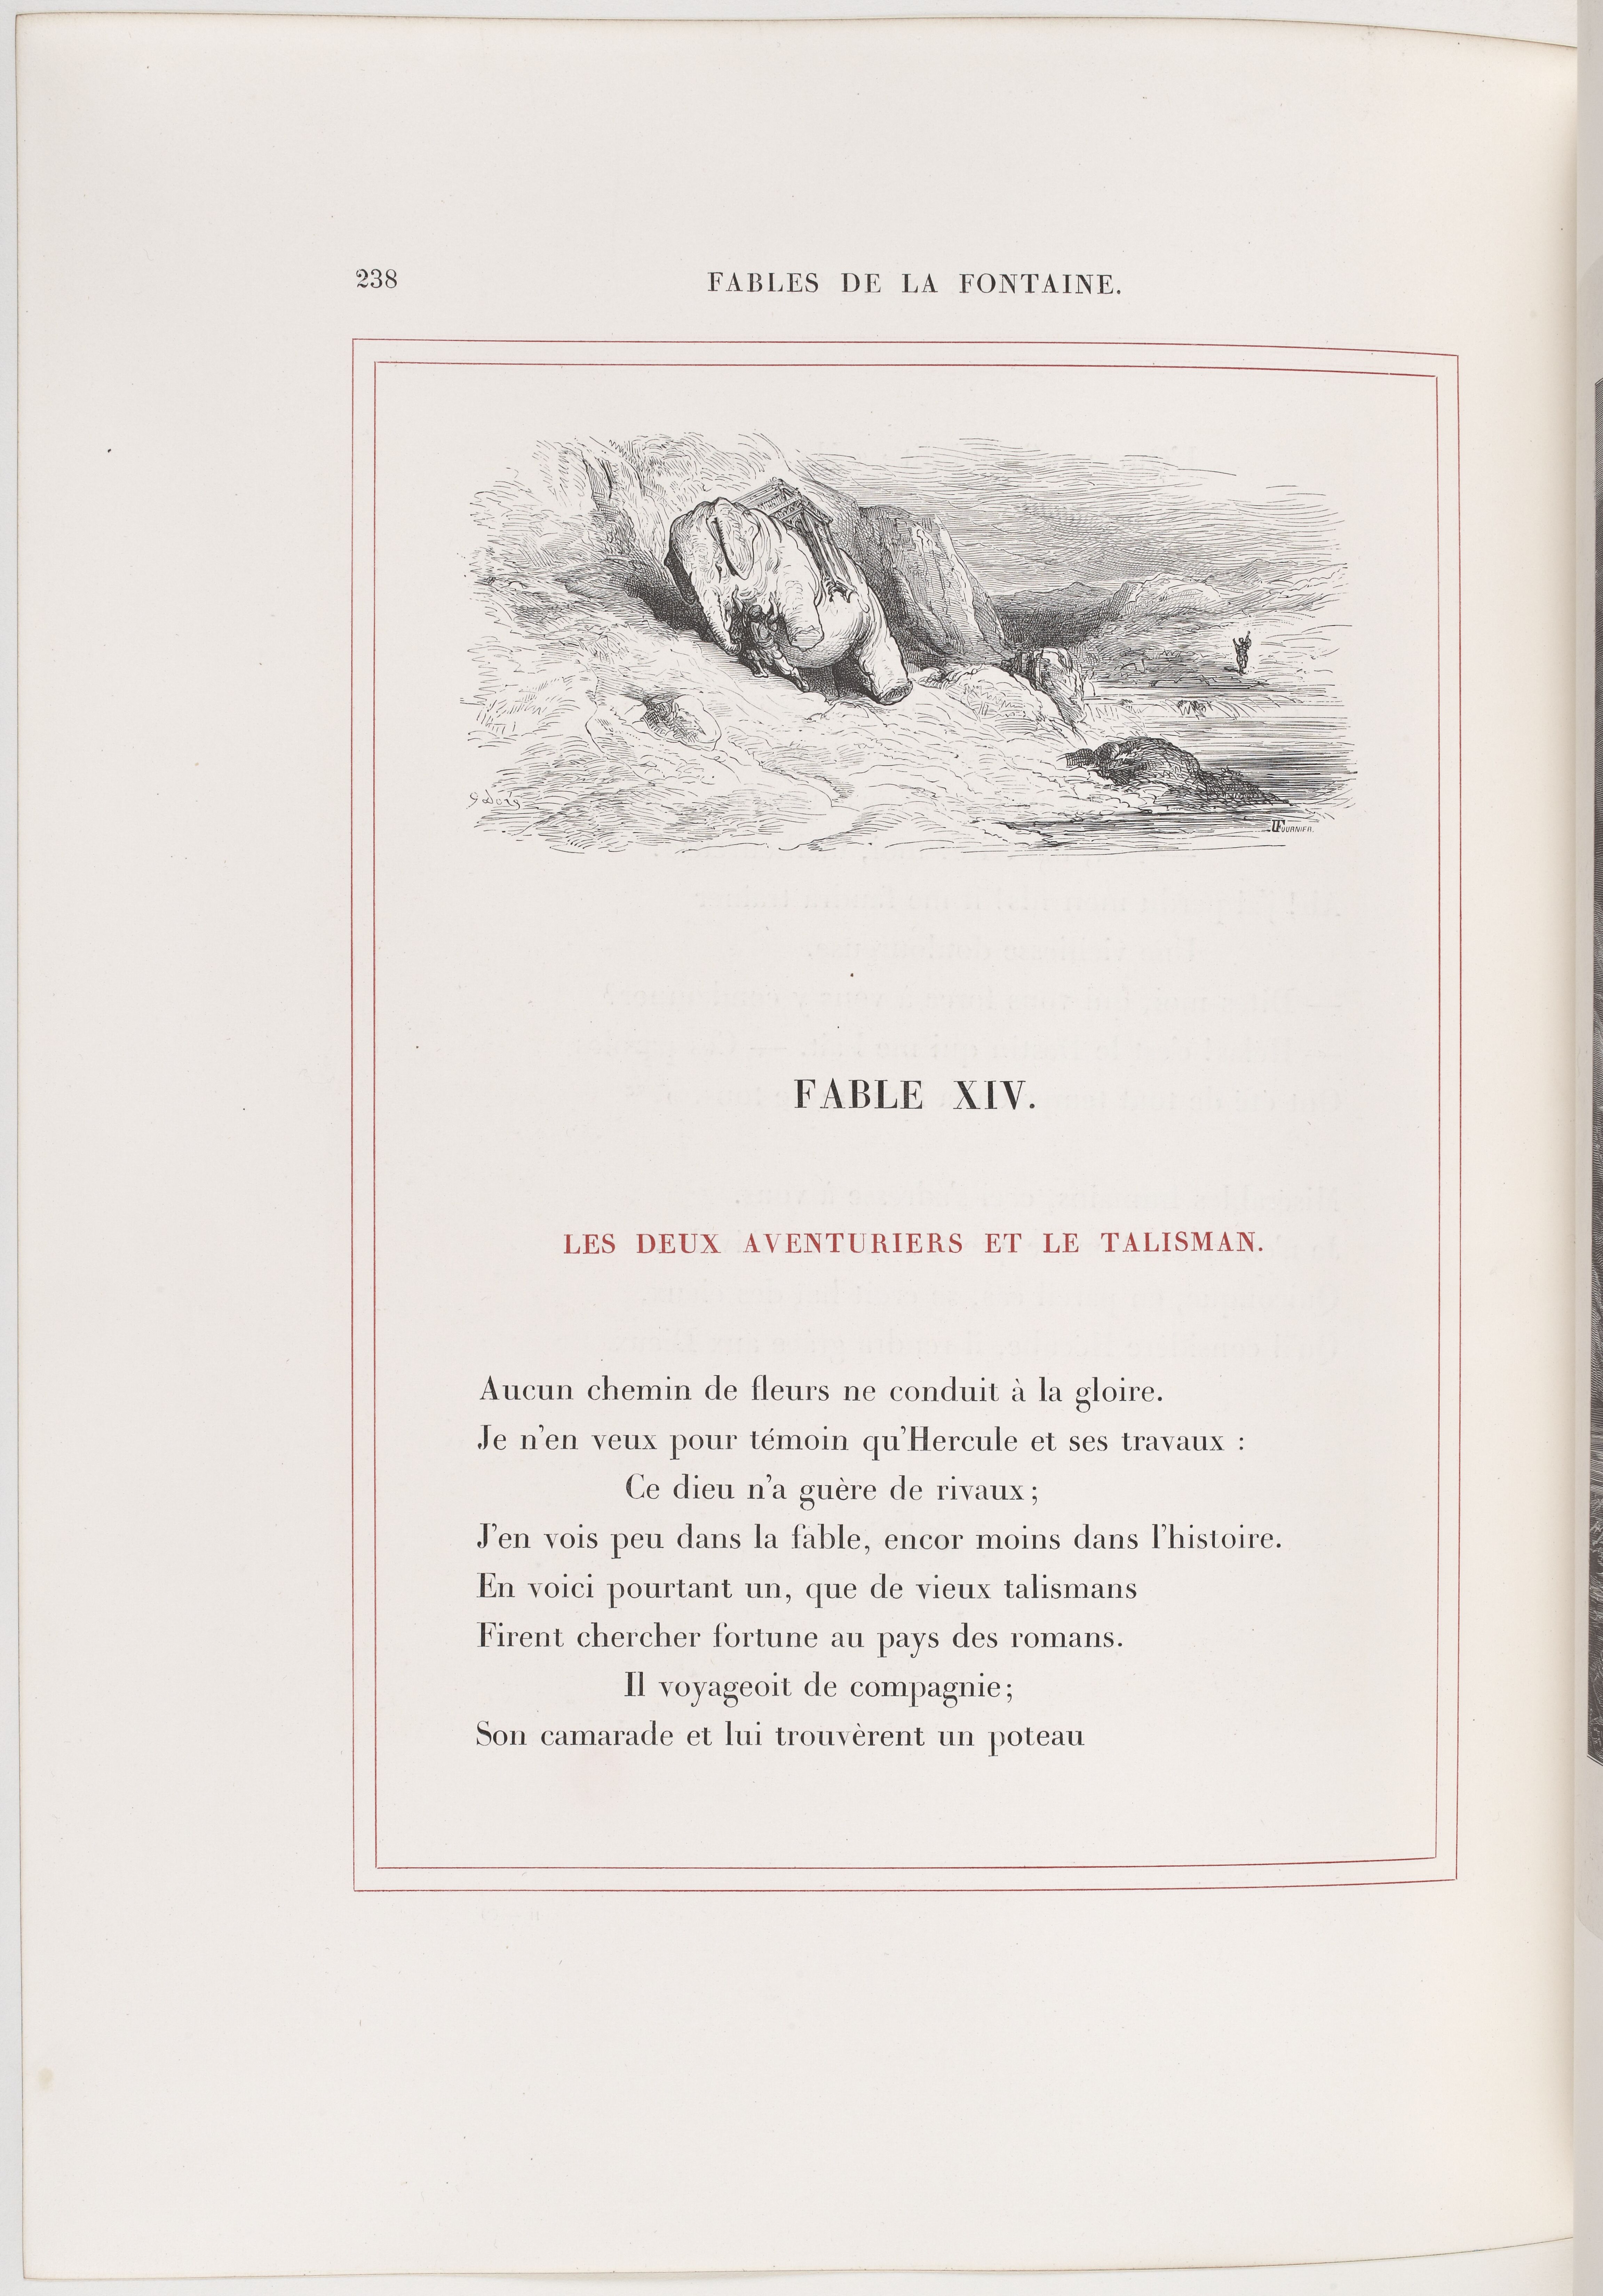 238
FABLES DE LA FONTAINE.
G Doré
FOURNIER.
FABLE XIV.
LES DEUX AVENTURIERS ET LE TALISMAN.
Aucun chemin de fleurs ne conduit à la gloire.
Je n'en veux pour témoin qu'Hercule et ses travaux :
Ce dieu n'a guère de rivaux ;
J'en vois peu dans la fable, encor moins dans l'histoire.
En voici pourtant un, que de vieux talismans
Firent chercher fortune au pays des romans.
Il voyageoit de compagnie ;
Son camarade et lui trouvèrent un poteau